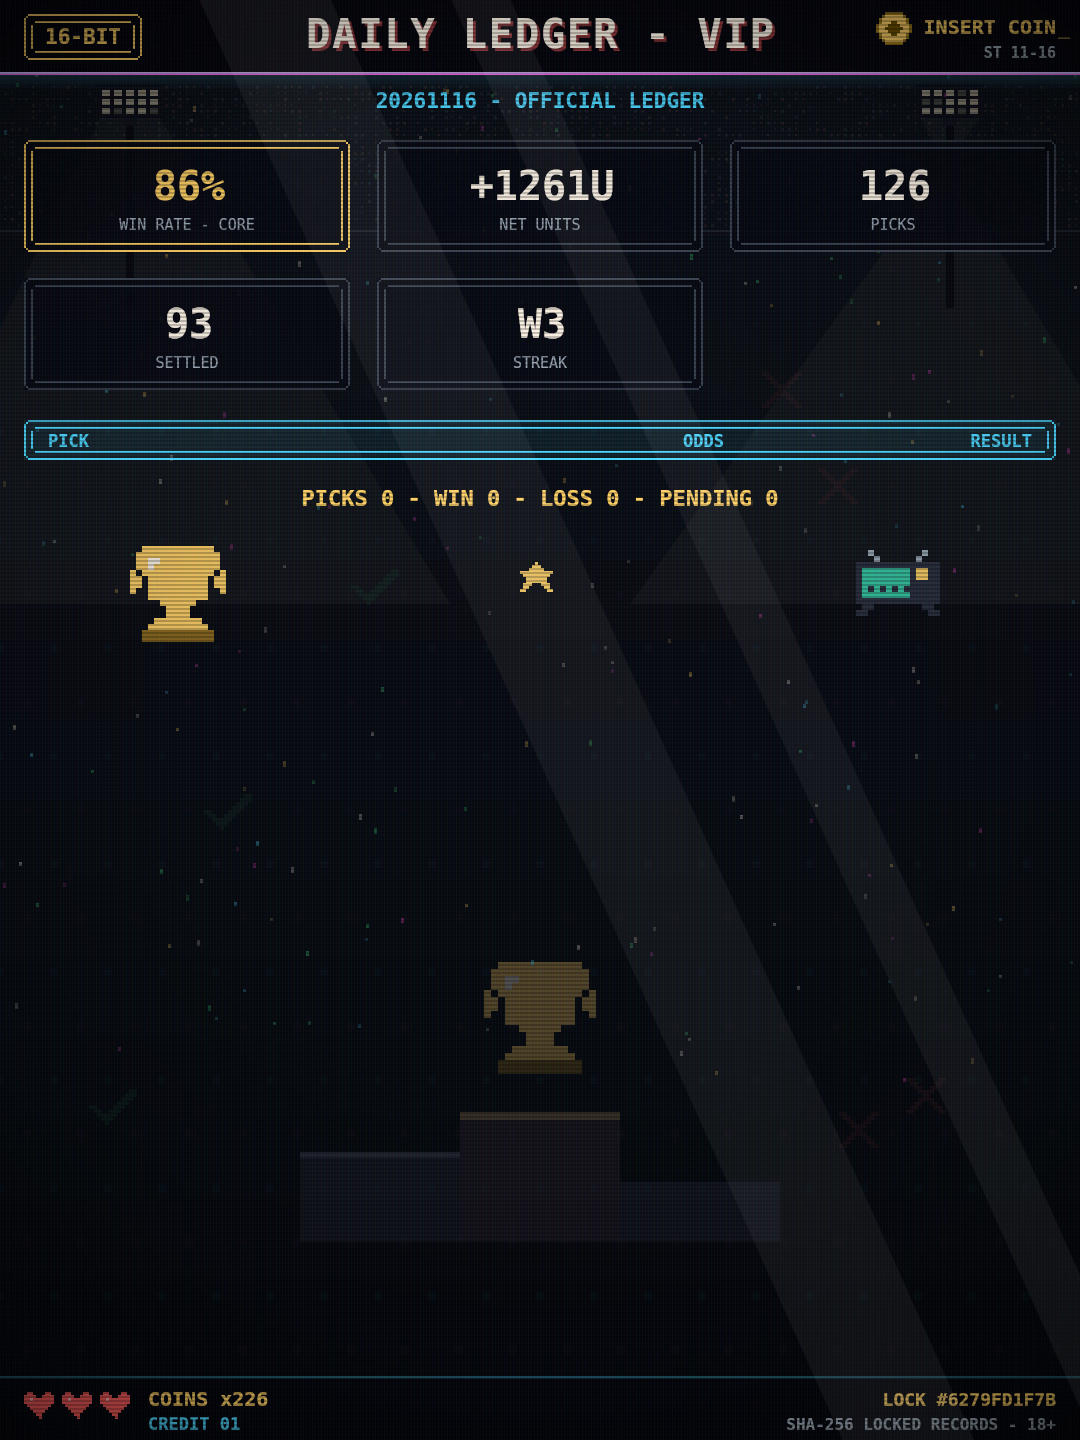 16-BIT
DAILY LEDGER - VIP
INSERT COIN_
ST 11-16
20261116 - OFFICIAL LEDGER
86%
WIN RATE - CORE
+1261U
NET UNITS
126
PICKS
93
SETTLED
W3
STREAK
PICK ODDS RESULT
PICKS 0 - WIN 0 - LOSS 0 - PENDING 0
COINS x226
CREDIT 01
LOCK #6279FD1F7B
SHA-256 LOCKED RECORDS - 18+